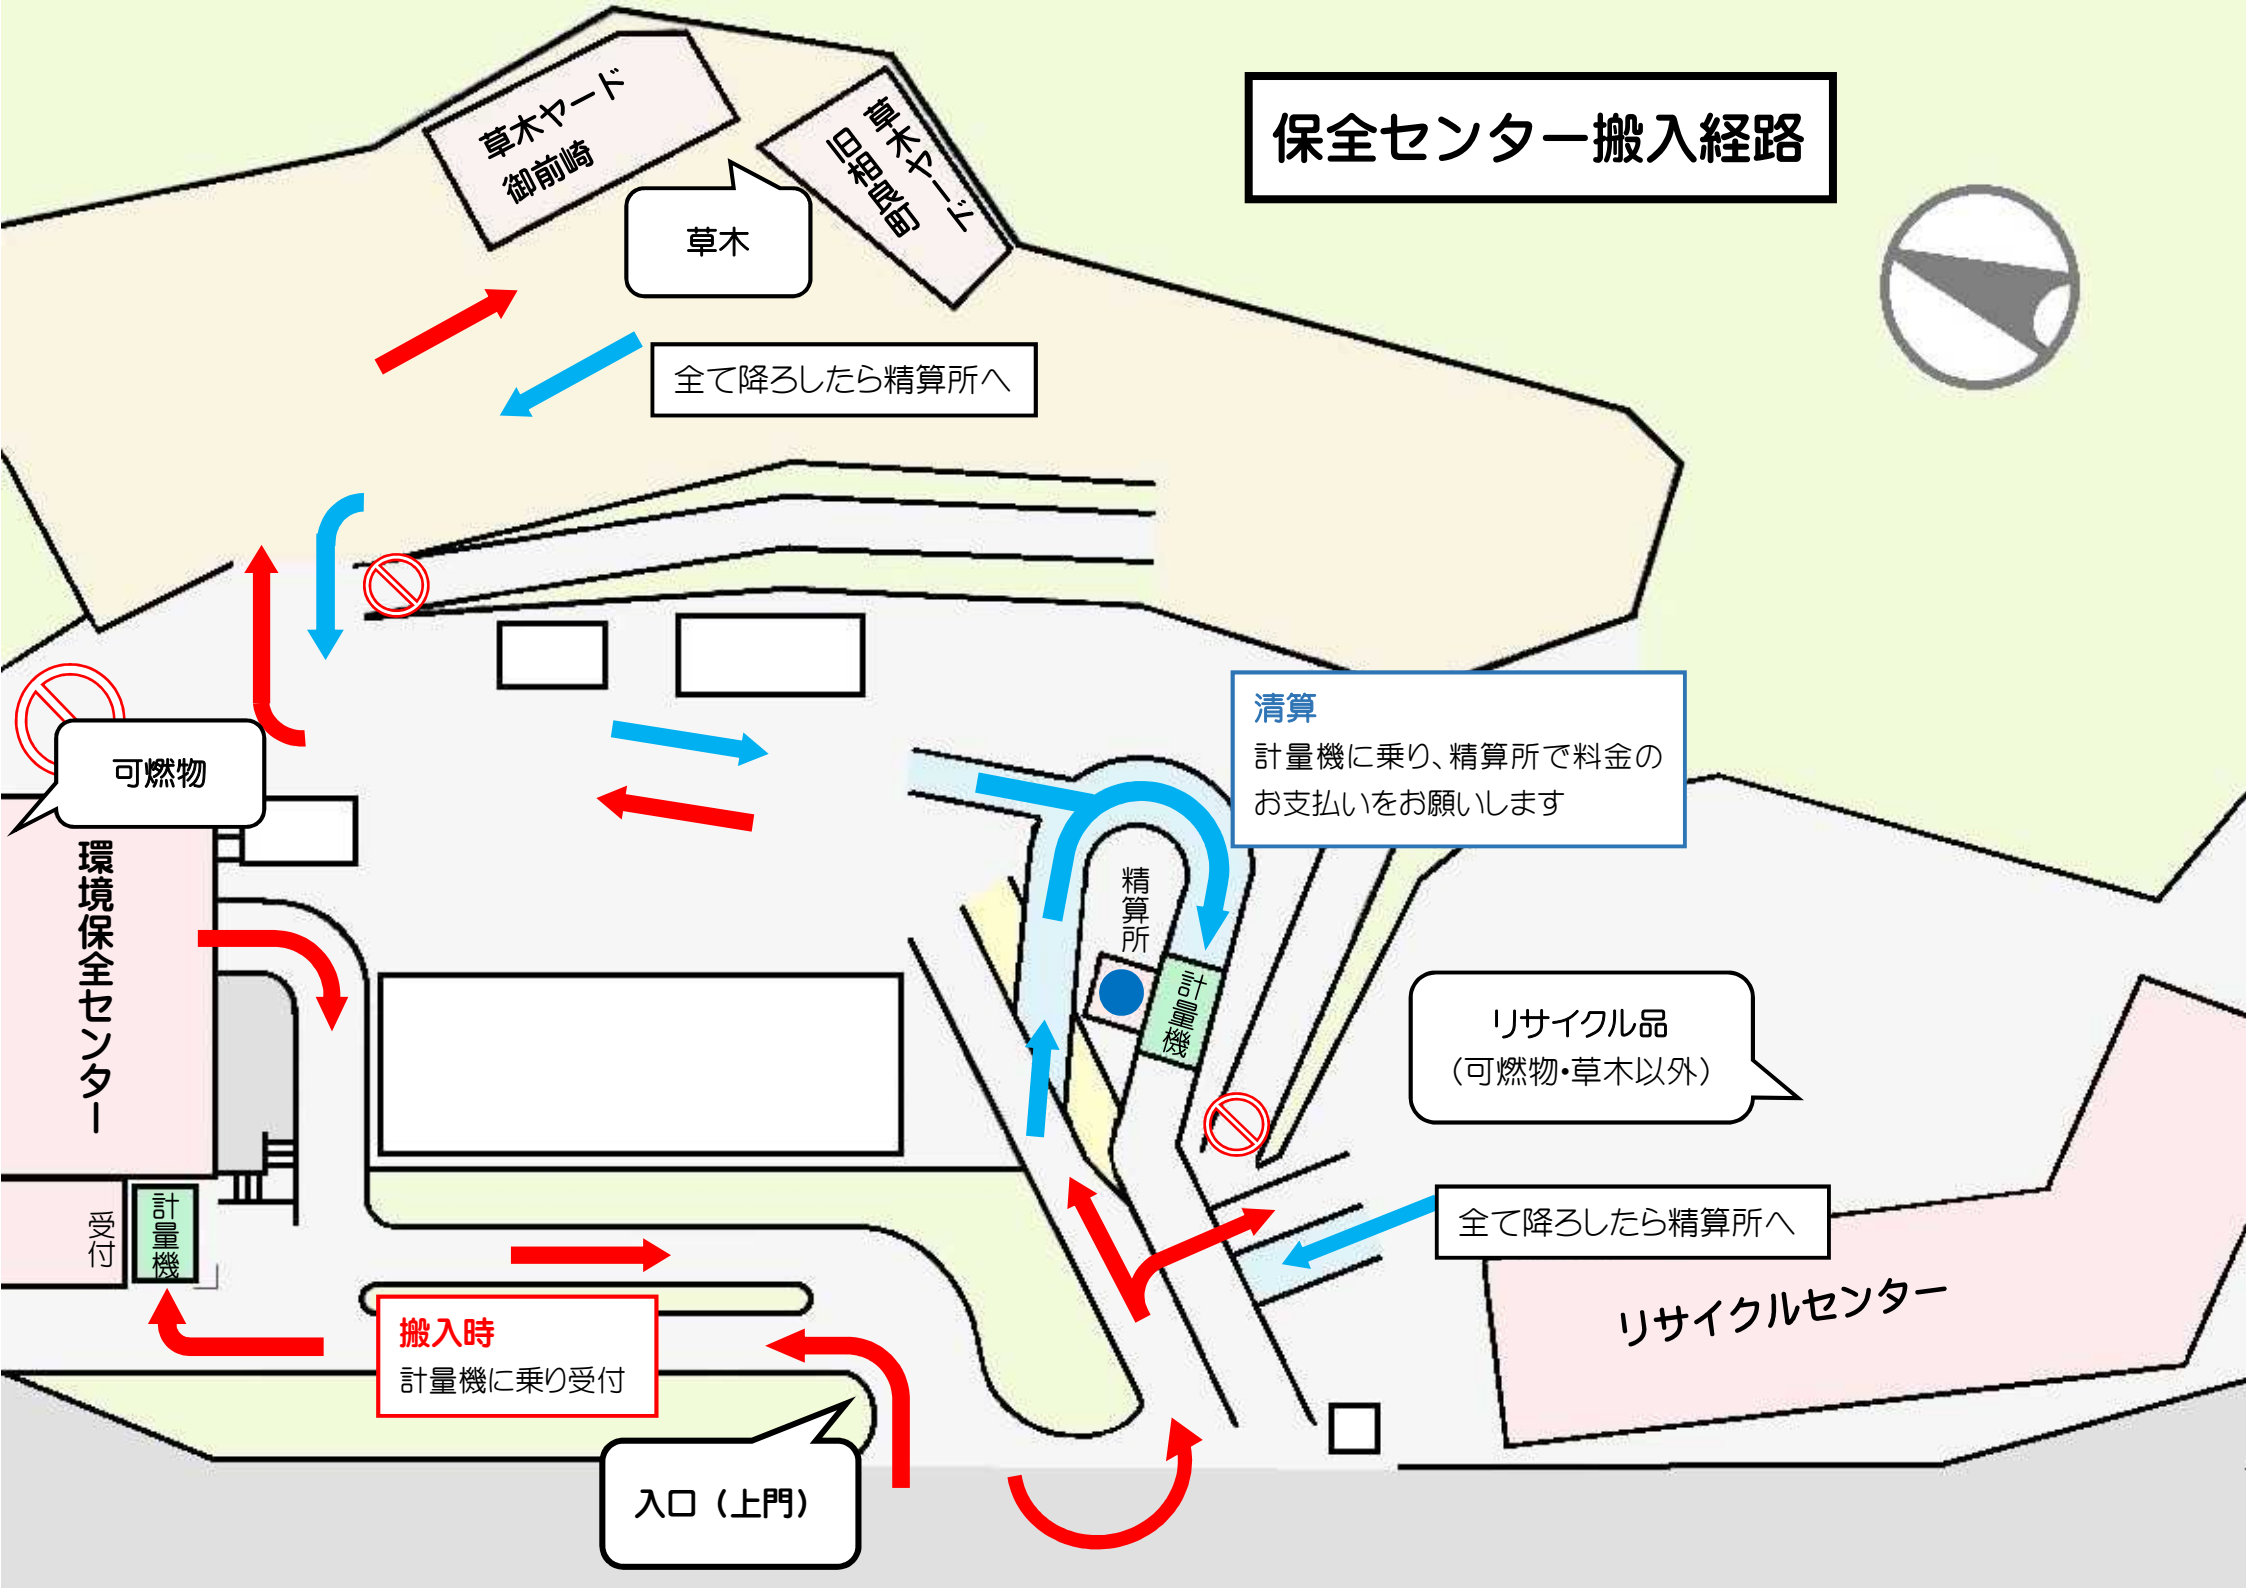 保全センター搬入経路
草木ヤード
御前崎
草木ヤード
旧相良町
草木
全て降ろしたら精算所へ
清算
計量機に乗り、精算所で料金の
お支払いをお願いします
可燃物
環境保全センター
精算所
計量機
リサイクル品
（可燃物・草木以外）
全て降ろしたら精算所へ
リサイクルセンター
受付
計量機
搬入時
計量機に乗り受付
入口（上門）